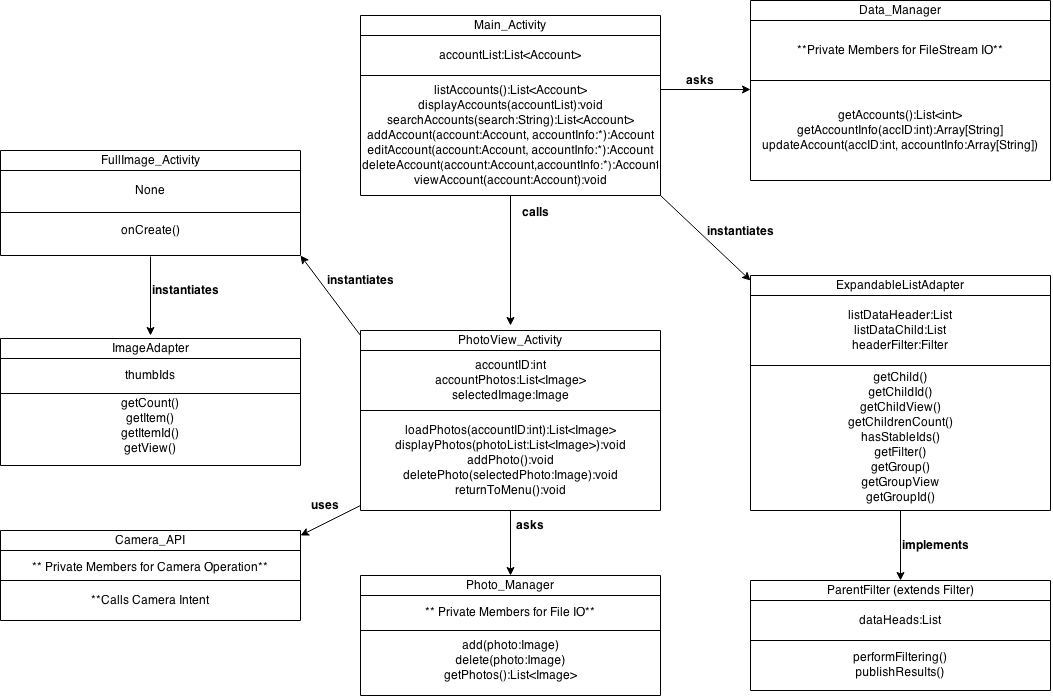 Main_Activity
accountList:List<Account>
listAccounts():List<Account>
displayAccounts(accountList):void
searchAccounts(search:String):List<Account>
addAccount(account:Account, accountInfo:*):Account
editAccount(account:Account, accountInfo:*):Account
deleteAccount(account:Account,accountInfo:*):Account
viewAccount(account:Account):void
asks
Data_Manager
**Private Members for FileStream IO**
getAccounts():List<int>
getAccountInfo(accID:int):Array[String]
updateAccount(accID:int, accountInfo:Array[String])
FullImage_Activity
None
onCreate()
calls
instantiates
instantiates
instantiates
ImageAdapter
thumbIds
getCount()
getItem()
getItemId()
getView()
PhotoView_Activity
accountID:int
accountPhotos:List<Image>
selectedImage:Image
loadPhotos(accountID:int):List<Image>
displayPhotos(photoList:List<Image>):void
addPhoto():void
deletePhoto(selectedPhoto:Image):void
returnToMenu():void
ExpandableListAdapter
listDataHeader:List
listDataChild:List
headerFilter:Filter
getChild()
getChildId()
getChildView()
getChildrenCount()
hasStableIds()
getFilter()
getGroup()
getGroupView
getGroupId()
uses
asks
implements
Camera_API
** Private Members for Camera Operation**
**Calls Camera Intent
Photo_Manager
** Private Members for File IO**
add(photo:Image)
delete(photo:Image)
getPhotos():List<Image>
ParentFilter (extends Filter)
dataHeads:List
performFiltering()
publishResults()